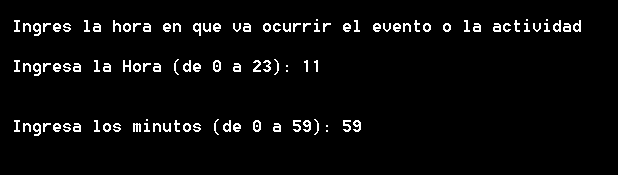 Ingres la hora en que va ocurrir el evento o la actividad
Ingresa la Hora (de 0 a 23): 11
Ingresa los minutos (de 0 a 59): 59